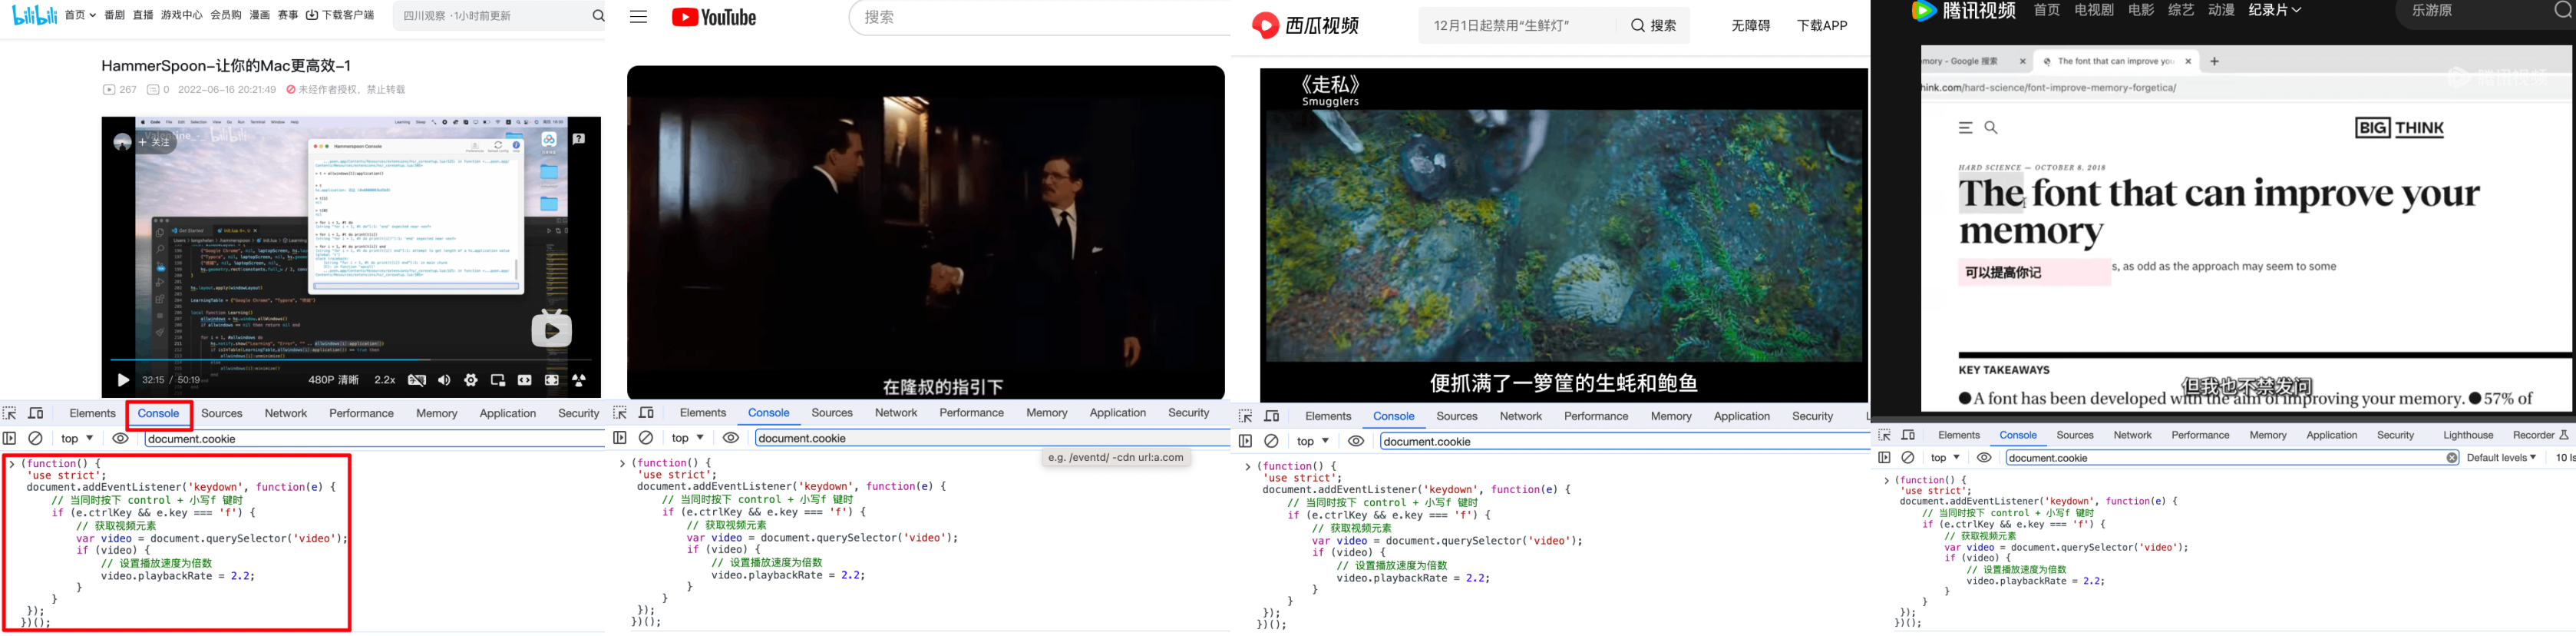 bilibili 首页 番剧 直播 游戏中心 会员购 漫画 赛事 下载客户端 四川观察 · 1小时前更新
HammerSpoon-让你的Mac更高效-1
267 0 2022-06-16 20:21:49 未经作者授权，禁止转载
+ 关注
Hammerspoon Console
32:15 / 50:19 480P 清晰 2.2x
Elements Console Sources Network Performance Memory Application Security
top document.cookie
(function() {
'use strict';
document.addEventListener('keydown', function(e) {
// 当同时按下 control + 小写f 键时
if (e.ctrlKey && e.key === 'f') {
// 获取视频元素
var video = document.querySelector('video');
if (video) {
// 设置播放速度为倍数
video.playbackRate = 2.2;
}
}
});
})();
YouTube 搜索
在隆叔的指引下
Elements Console Sources Network Performance Memory Application Security
top document.cookie
e.g. /eventd/ -cdn url:a.com
(function() {
'use strict';
document.addEventListener('keydown', function(e) {
// 当同时按下 control + 小写f 键时
if (e.ctrlKey && e.key === 'f') {
// 获取视频元素
var video = document.querySelector('video');
if (video) {
// 设置播放速度为倍数
video.playbackRate = 2.2;
}
}
});
})();
西瓜视频 12月1日起禁用“生鲜灯” 搜索 无障碍 下载APP
《走私》
Smugglers
便抓满了一箩筐的生蚝和鲍鱼
Elements Console Sources Network Performance Memory Application Security L
top document.cookie
(function() {
'use strict';
document.addEventListener('keydown', function(e) {
// 当同时按下 control + 小写f 键时
if (e.ctrlKey && e.key === 'f') {
// 获取视频元素
var video = document.querySelector('video');
if (video) {
// 设置播放速度为倍数
video.playbackRate = 2.2;
}
}
});
})();
腾讯视频 首页 电视剧 电影 综艺 动漫 纪录片 乐游原
mory - Google 搜索 The font that can improve you
腾讯视频
hink.com/hard-science/font-improve-memory-forgetica/
BIG THINK
HARD SCIENCE — OCTOBER 8, 2018
The font that can improve your
memory
可以提高你记 s, as odd as the approach may seem to some
KEY TAKEAWAYS
但我也不禁发问
●A font has been developed with the aim of improving your memory. ●57% of
Elements Console Sources Network Performance Memory Application Security Lighthouse Recorder
top document.cookie Default levels 10 Is
(function() {
'use strict';
document.addEventListener('keydown', function(e) {
// 当同时按下 control + 小写f 键时
if (e.ctrlKey && e.key === 'f') {
// 获取视频元素
var video = document.querySelector('video');
if (video) {
// 设置播放速度为倍数
video.playbackRate = 2.2;
}
}
});
})();